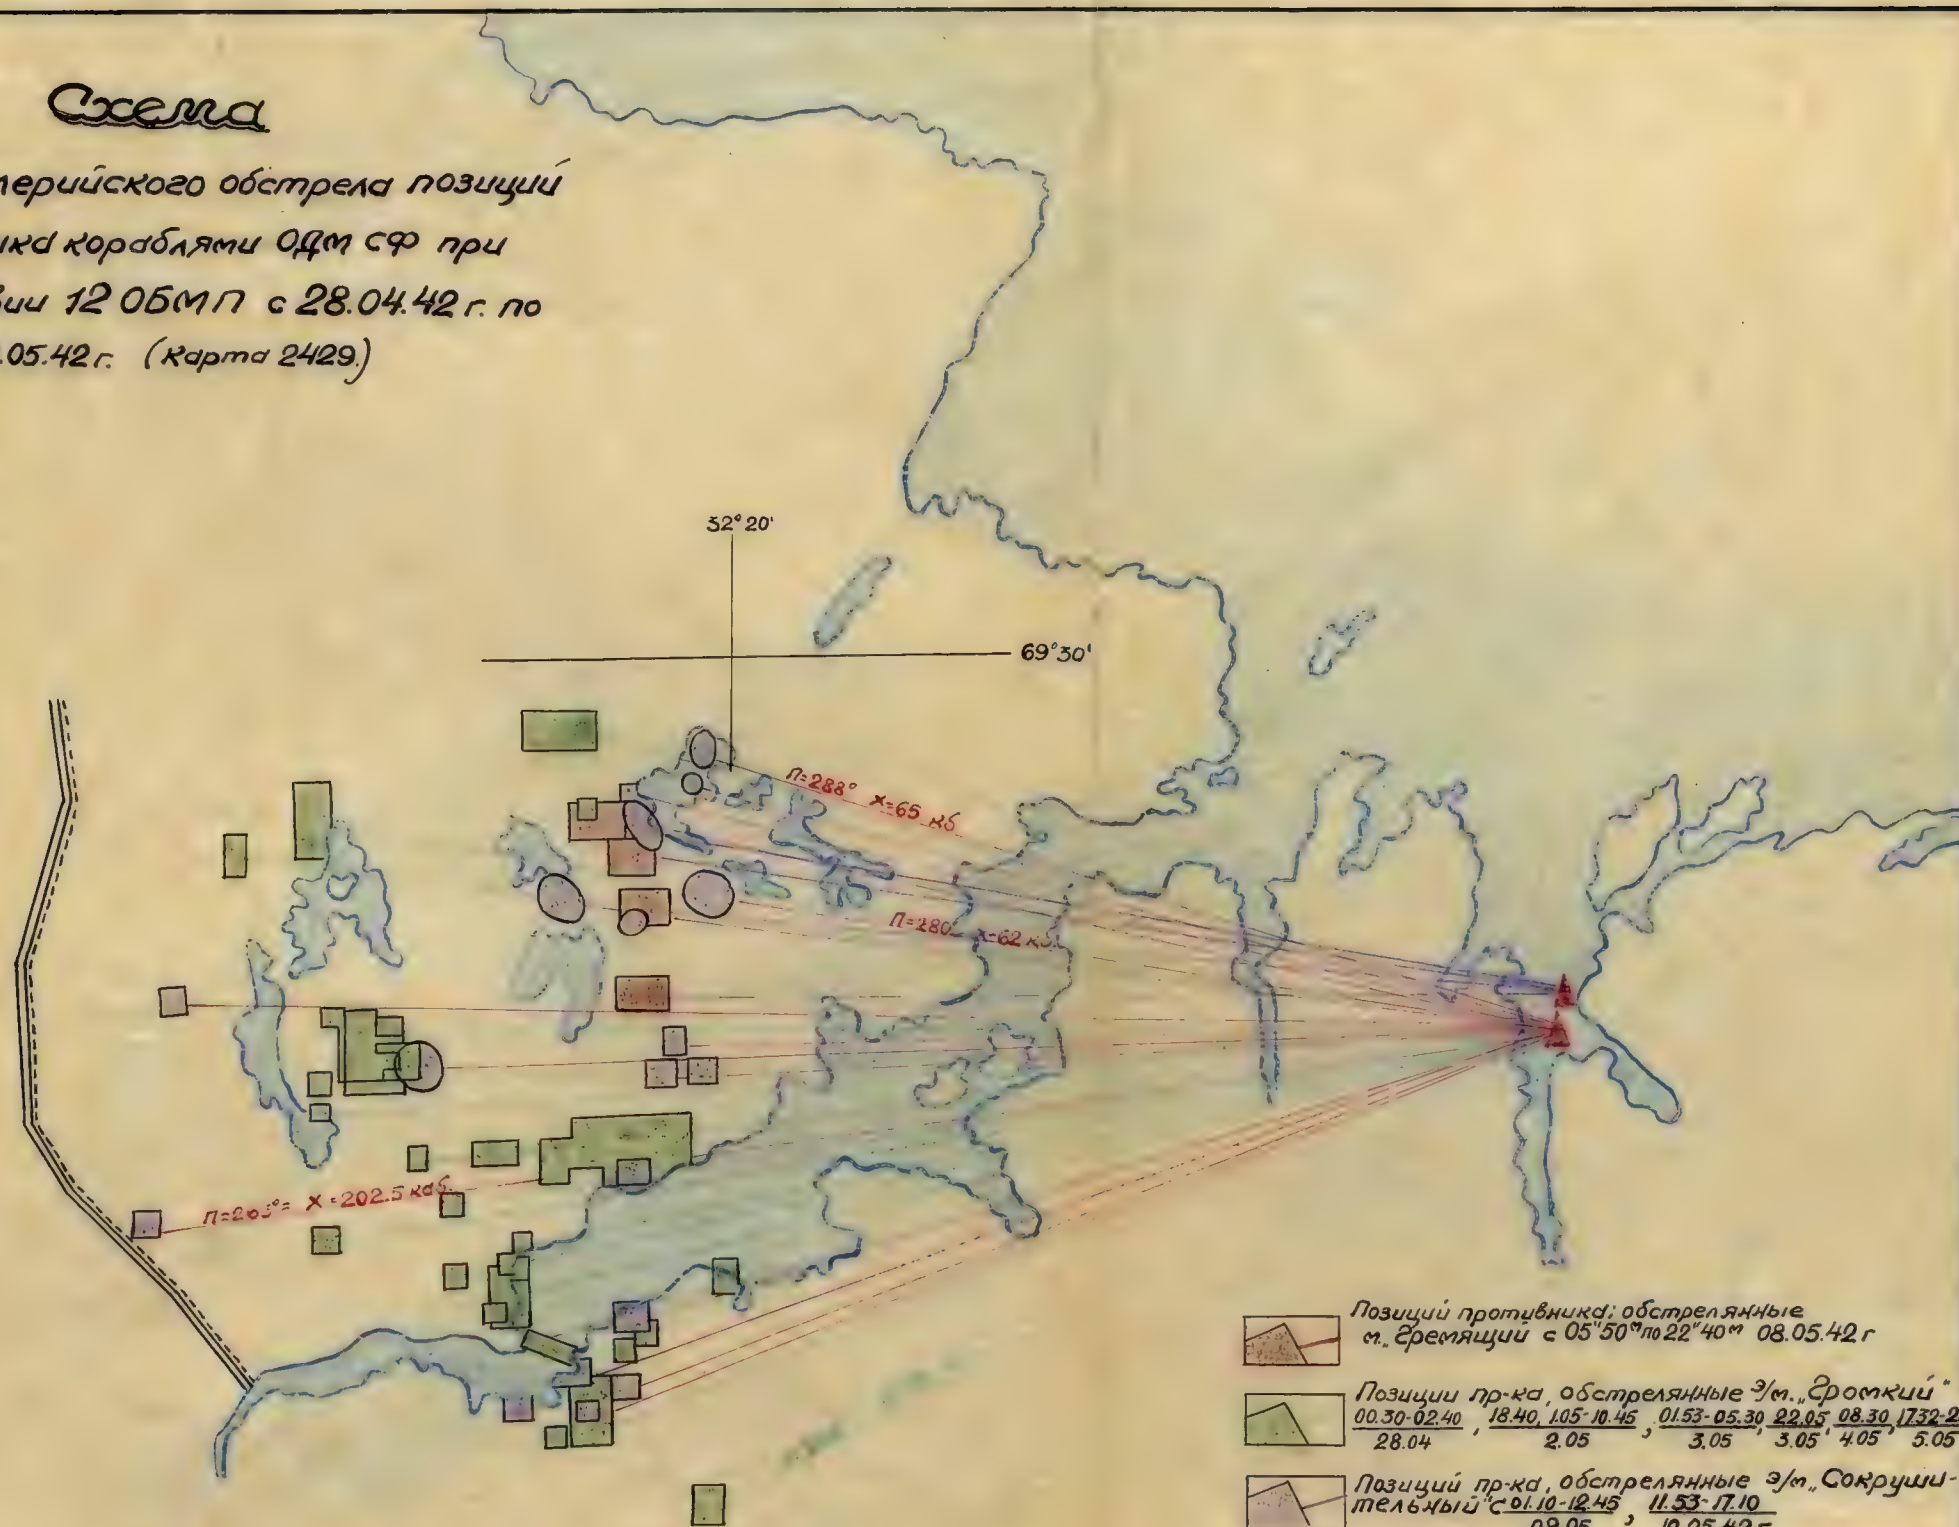 Схема
терийского обстрела позиций
ика кораблями ОДМ СФ при
вии 12 ОБМП с 28.04.42 г. по
.05.42 г. (Карта 2429.)
32°20'
69°30'
П=288° X=65 кб
П=280 X=62 кб.
П=265°= X=202.5 каб.
Позиций противника; обстрелянные
м. „Гремящий с 05ч50м по 22ч40м 08.05.42 г
Позиции пр-ка, обстрелянные э/м. „Громкий"
00.30-02.40 , 18.40, 1.05-10.45 , 01.53-05.30 , 22.05 , 08.30 , 17.32-2
28.04 2.05 3.05 3.05 4.05 5.05
Позиций пр-ка, обстрелянные э/м. „Сокруши-
тельный" с 01.10-12.45 , 11.53-17.10
09.05 10.05.42 г